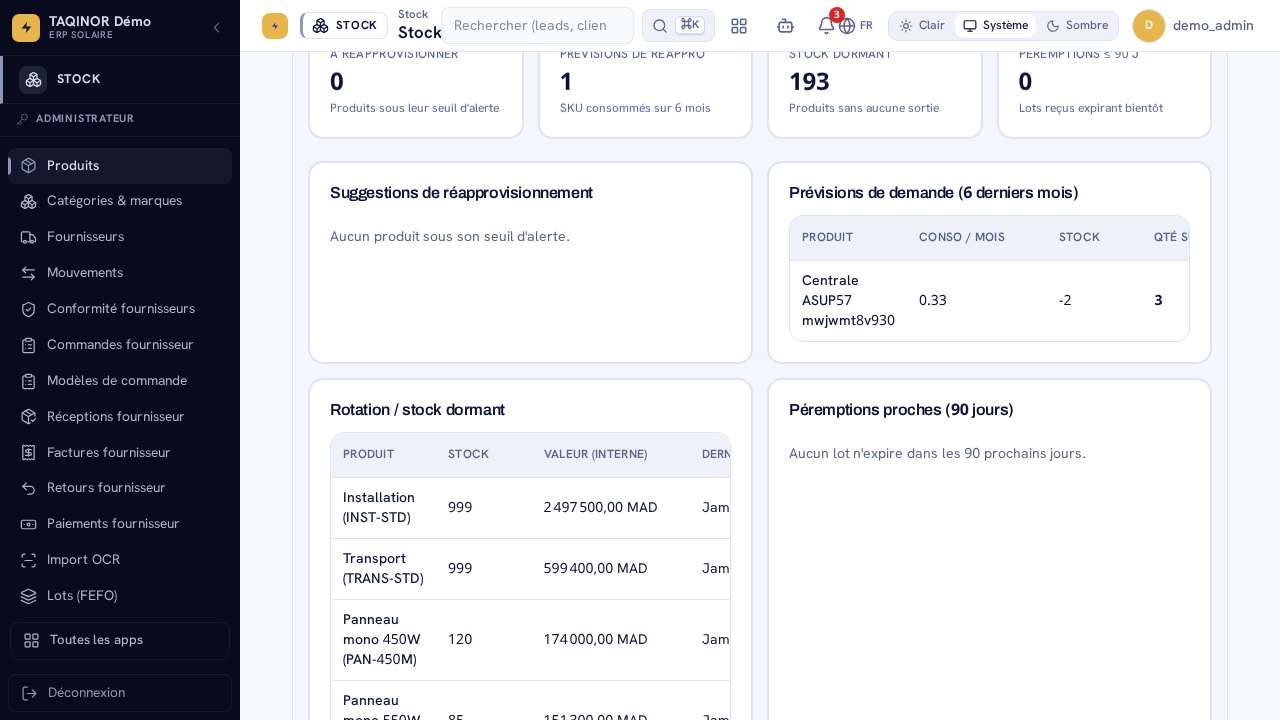 TAQINOR Démo
ERP SOLAIRE
STOCK
ADMINISTRATEUR
Produits
Catégories & marques
Fournisseurs
Mouvements
Conformité fournisseurs
Commandes fournisseur
Modèles de commande
Réceptions fournisseur
Factures fournisseur
Retours fournisseur
Paiements fournisseur
Import OCR
Lots (FEFO)
Toutes les apps
Déconnexion
STOCK
Stock
Stock
Rechercher (leads, clien
⌘K
3
FR
Clair
Système
Sombre
D
demo_admin
À RÉAPPROVISIONNER
0
Produits sous leur seuil d'alerte
PRÉVISIONS DE RÉAPPRO
1
SKU consommés sur 6 mois
STOCK DORMANT
193
Produits sans aucune sortie
PÉREMPTIONS ≤ 90 J
0
Lots reçus expirant bientôt
Suggestions de réapprovisionnement
Aucun produit sous son seuil d'alerte.
Prévisions de demande (6 derniers mois)
PRODUIT CONSO / MOIS STOCK QTÉ S
Centrale
ASUP57
mwjwmt8v930
0.33 -2 3
Rotation / stock dormant
PRODUIT STOCK VALEUR (INTERNE) DERN
Installation
(INST-STD)
999 2 497 500,00 MAD Jam
Transport
(TRANS-STD)
999 599 400,00 MAD Jam
Panneau
mono 450W
(PAN-450M)
120 174 000,00 MAD Jam
Panneau
mono 550W
85 151 300,00 MAD Jam
Péremptions proches (90 jours)
Aucun lot n'expire dans les 90 prochains jours.